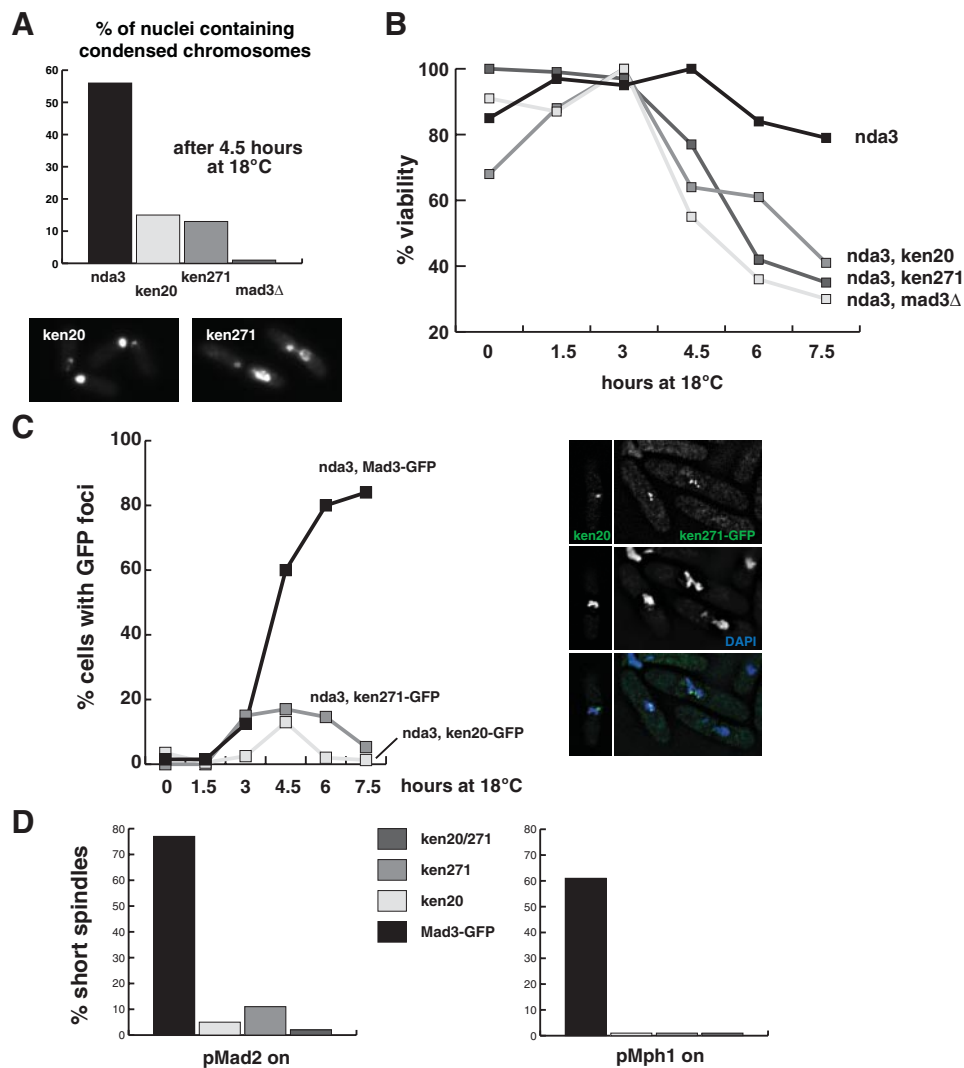 A
% of nuclei containing
condensed chromosomes
60
50
40
30
20
10
0
after 4.5 hours
at 18°C
nda3
ken20
ken271
mad3Δ
ken20
ken271
B
% viability
100
80
60
40
20
0
1.5
3
4.5
6
7.5
hours at 18°C
nda3
nda3, ken20
nda3, ken271
nda3, mad3Δ
C
% cells with GFP foci
100
80
60
40
20
0
nda3, Mad3-GFP
nda3, ken271-GFP
nda3, ken20-GFP
0
1.5
3
4.5
6
7.5
hours at 18°C
ken20
ken271-GFP
DAPI
D
% short spindles
80
70
60
50
40
30
20
10
0
pMad2 on
ken20/271
ken271
ken20
Mad3-GFP
80
70
60
50
40
30
20
10
0
pMph1 on